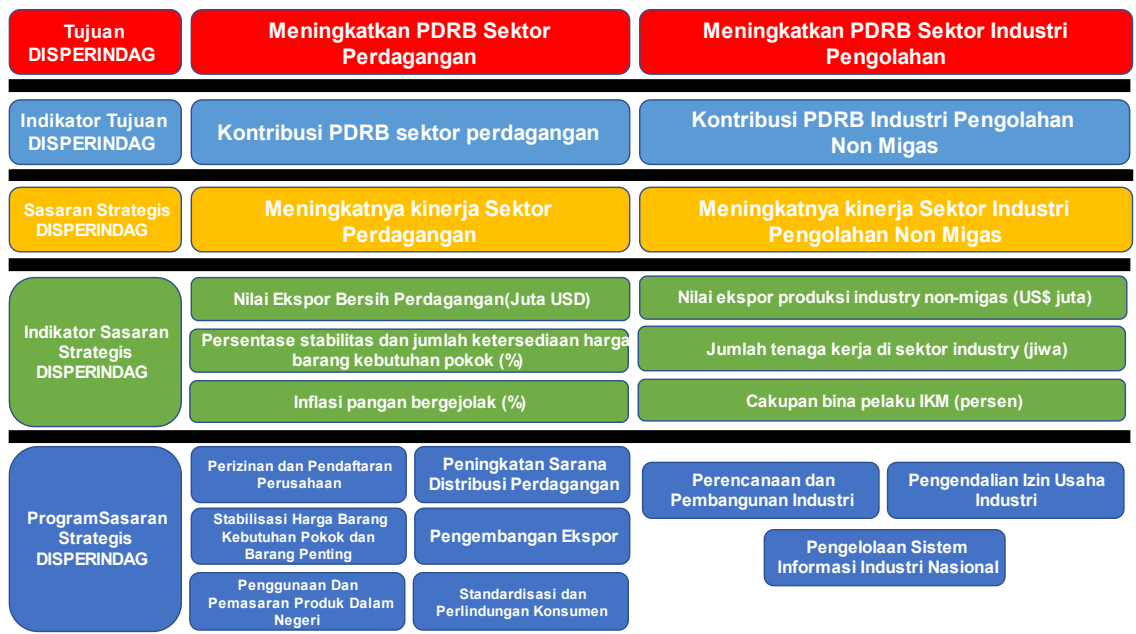 Tujuan
DISPERINDAG
Meningkatkan PDRB Sektor
Perdagangan
Meningkatkan PDRB Sektor Industri
Pengolahan
Indikator Tujuan
DISPERINDAG
Kontribusi PDRB sektor perdagangan
Kontribusi PDRB Industri Pengolahan
Non Migas
Sasaran Strategis
DISPERINDAG
Meningkatnya kinerja Sektor
Perdagangan
Meningkatnya kinerja Sektor Industri
Pengolahan Non Migas
Indikator Sasaran
Strategis
DISPERINDAG
Nilai Ekspor Bersih Perdagangan(Juta USD)
Persentase stabilitas dan jumlah ketersediaan harga
barang kebutuhan pokok (%)
Inflasi pangan bergejolak (%)
Nilai ekspor produksi industry non-migas (US$ juta)
Jumlah tenaga kerja di sektor industry (jiwa)
Cakupan bina pelaku IKM (persen)
ProgramSasaran
Strategis
DISPERINDAG
Perizinan dan Pendaftaran
Perusahaan
Peningkatan Sarana
Distribusi Perdagangan
Stabilisasi Harga Barang
Kebutuhan Pokok dan
Barang Penting
Pengembangan Ekspor
Penggunaan Dan
Pemasaran Produk Dalam
Negeri
Standardisasi dan
Perlindungan Konsumen
Perencanaan dan
Pembangunan Industri
Pengendalian Izin Usaha
Industri
Pengelolaan Sistem
Informasi Industri Nasional